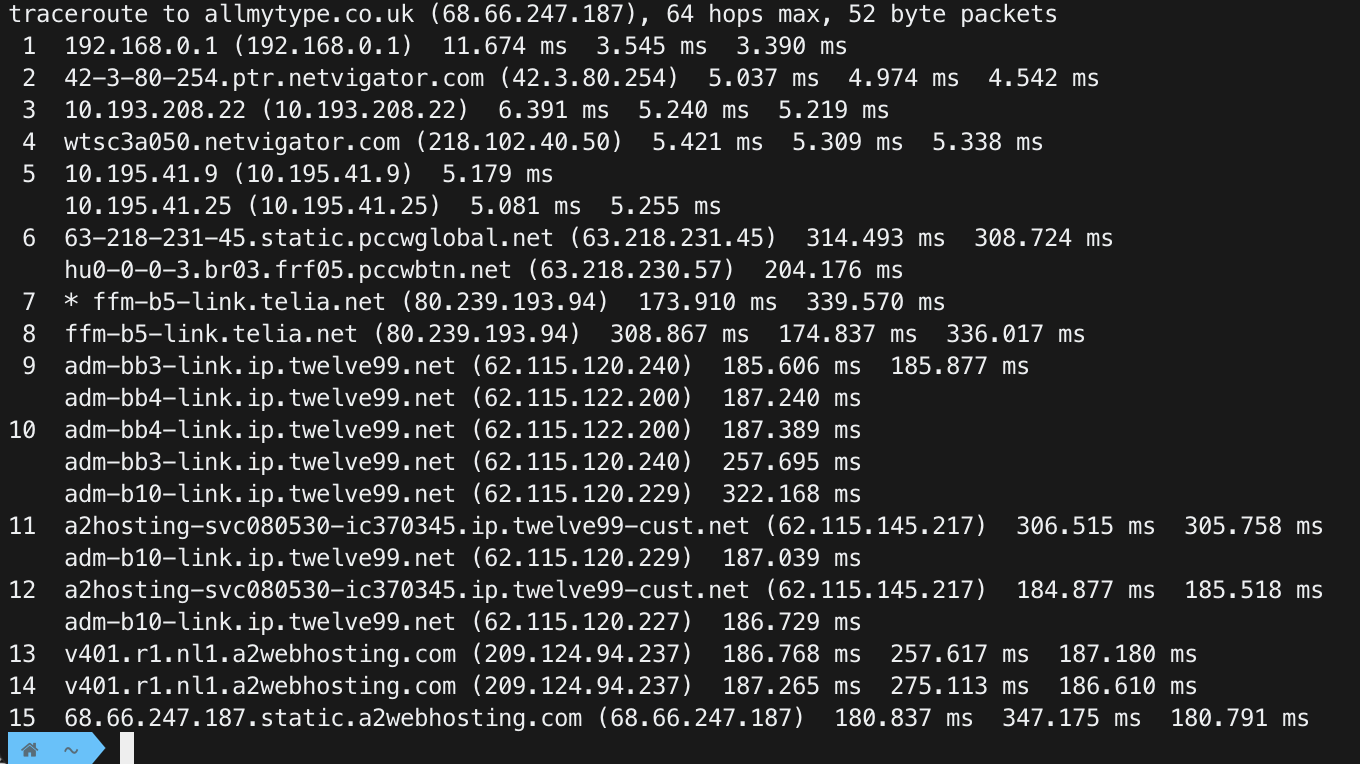 traceroute to allmytype.co.uk (68.66.247.187), 64 hops max, 52 byte packets
 1  192.168.0.1 (192.168.0.1)  11.674 ms  3.545 ms  3.390 ms
 2  42-3-80-254.ptr.netvigator.com (42.3.80.254)  5.037 ms  4.974 ms  4.542 ms
 3  10.193.208.22 (10.193.208.22)  6.391 ms  5.240 ms  5.219 ms
 4  wtsc3a050.netvigator.com (218.102.40.50)  5.421 ms  5.309 ms  5.338 ms
 5  10.195.41.9 (10.195.41.9)  5.179 ms
    10.195.41.25 (10.195.41.25)  5.081 ms  5.255 ms
 6  63-218-231-45.static.pccwglobal.net (63.218.231.45)  314.493 ms  308.724 ms
    hu0-0-0-3.br03.frf05.pccwbtn.net (63.218.230.57)  204.176 ms
 7  * ffm-b5-link.telia.net (80.239.193.94)  173.910 ms  339.570 ms
 8  ffm-b5-link.telia.net (80.239.193.94)  308.867 ms  174.837 ms  336.017 ms
 9  adm-bb3-link.ip.twelve99.net (62.115.120.240)  185.606 ms  185.877 ms
    adm-bb4-link.ip.twelve99.net (62.115.122.200)  187.240 ms
10  adm-bb4-link.ip.twelve99.net (62.115.122.200)  187.389 ms
    adm-bb3-link.ip.twelve99.net (62.115.120.240)  257.695 ms
    adm-b10-link.ip.twelve99.net (62.115.120.229)  322.168 ms
11  a2hosting-svc080530-ic370345.ip.twelve99-cust.net (62.115.145.217)  306.515 ms  305.758 ms
    adm-b10-link.ip.twelve99.net (62.115.120.229)  187.039 ms
12  a2hosting-svc080530-ic370345.ip.twelve99-cust.net (62.115.145.217)  184.877 ms  185.518 ms
    adm-b10-link.ip.twelve99.net (62.115.120.227)  186.729 ms
13  v401.r1.nl1.a2webhosting.com (209.124.94.237)  186.768 ms  257.617 ms  187.180 ms
14  v401.r1.nl1.a2webhosting.com (209.124.94.237)  187.265 ms  275.113 ms  186.610 ms
15  68.66.247.187.static.a2webhosting.com (68.66.247.187)  180.837 ms  347.175 ms  180.791 ms
~